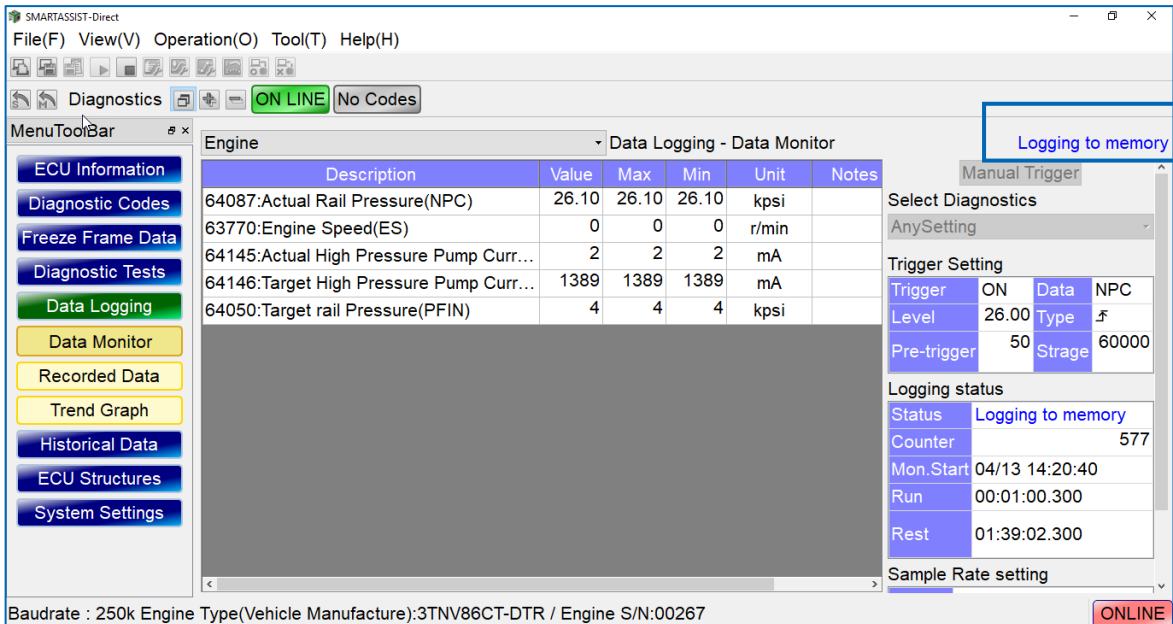 SMARTASSIST-Direct
File(F) View(V) Operation(O) Tool(T) Help(H)
Diagnostics ON LINE No Codes
MenuToolBar
ECU Information
Diagnostic Codes
Freeze Frame Data
Diagnostic Tests
Data Logging
Data Monitor
Recorded Data
Trend Graph
Historical Data
ECU Structures
System Settings
Engine Data Logging - Data Monitor Logging to memory
Description Value Max Min Unit Notes
64087:Actual Rail Pressure(NPC) 26.10 26.10 26.10 kpsi
63770:Engine Speed(ES) 0 0 0 r/min
64145:Actual High Pressure Pump Curr... 2 2 2 mA
64146:Target High Pressure Pump Curr... 1389 1389 1389 mA
64050:Target rail Pressure(PFIN) 4 4 4 kpsi
Manual Trigger
Select Diagnostics
AnySetting
Trigger Setting
Trigger ON Data NPC
Level 26.00 Type
Pre-trigger 50 Strage 60000
Logging status
Status Logging to memory
Counter 577
Mon.Start 04/13 14:20:40
Run 00:01:00.300
Rest 01:39:02.300
Sample Rate setting
Baudrate : 250k Engine Type(Vehicle Manufacture):3TNV86CT-DTR / Engine S/N:00267 ONLINE